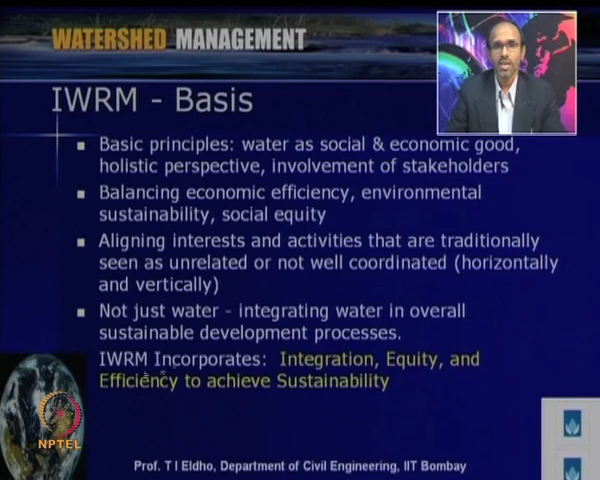 WATERSHED MANAGEMENT
IWRM - Basis
Basic principles: water as social & economic good,
holistic perspective, involvement of stakeholders
Balancing economic efficiency, environmental
sustainability, social equity
Aligning interests and activities that are traditionally
seen as unrelated or not well coordinated (horizontally
and vertically)
Not just water - integrating water in overall
sustainable development processes.
IWRM Incorporates: Integration, Equity, and
Efficiency to achieve Sustainability
NPTEL
Prof. T I Eldho, Department of Civil Engineering, IIT Bombay